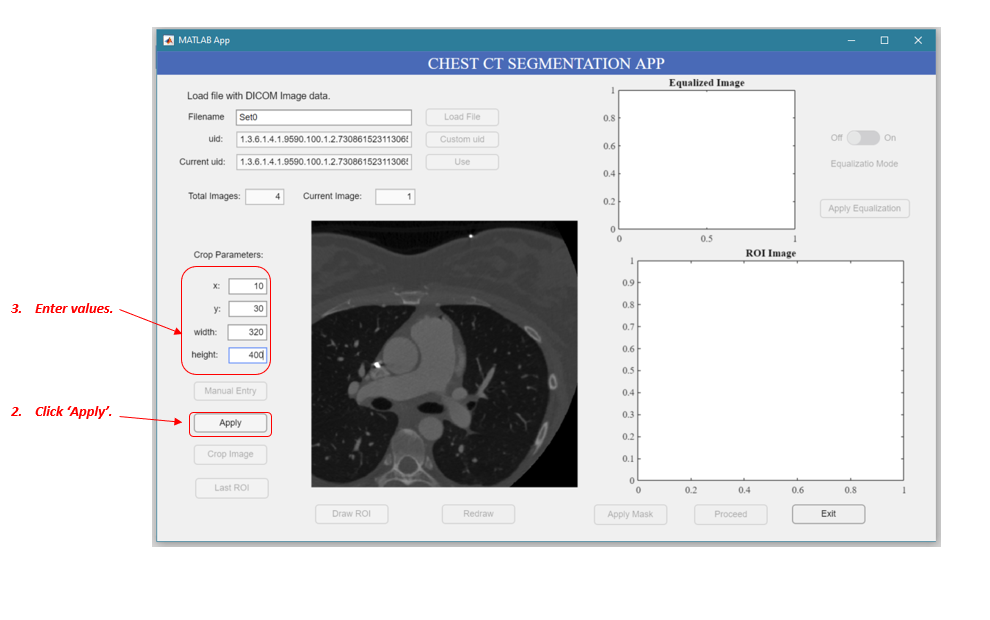 MATLAB App
CHEST CT SEGMENTATION APP
Load file with DICOM Image data.
Filename Set0 Load File
uid: 1.3.6.1.4.1.9590.100.1.2.7308615231130 Custom uid
Current uid: 1.3.6.1.4.1.9590.100.1.2.7308615231130 Use
Total Images: 4 Current Image: 1
Crop Parameters:
x: 10
y: 30
width: 320
height: 400
3. Enter values.
Manual Entry
2. Click ‘Apply’.
Apply
Crop Image
Last ROI
Draw ROI Redraw
Equalized Image
1
0.8
0.6
0.4
0.2
0
0 0.5 1
Off On
Equalizatio Mode
Apply Equalization
ROI Image
1
0.9
0.8
0.7
0.6
0.5
0.4
0.3
0.2
0.1
0
0 0.2 0.4 0.6 0.8 1
Apply Mask Proceed Exit